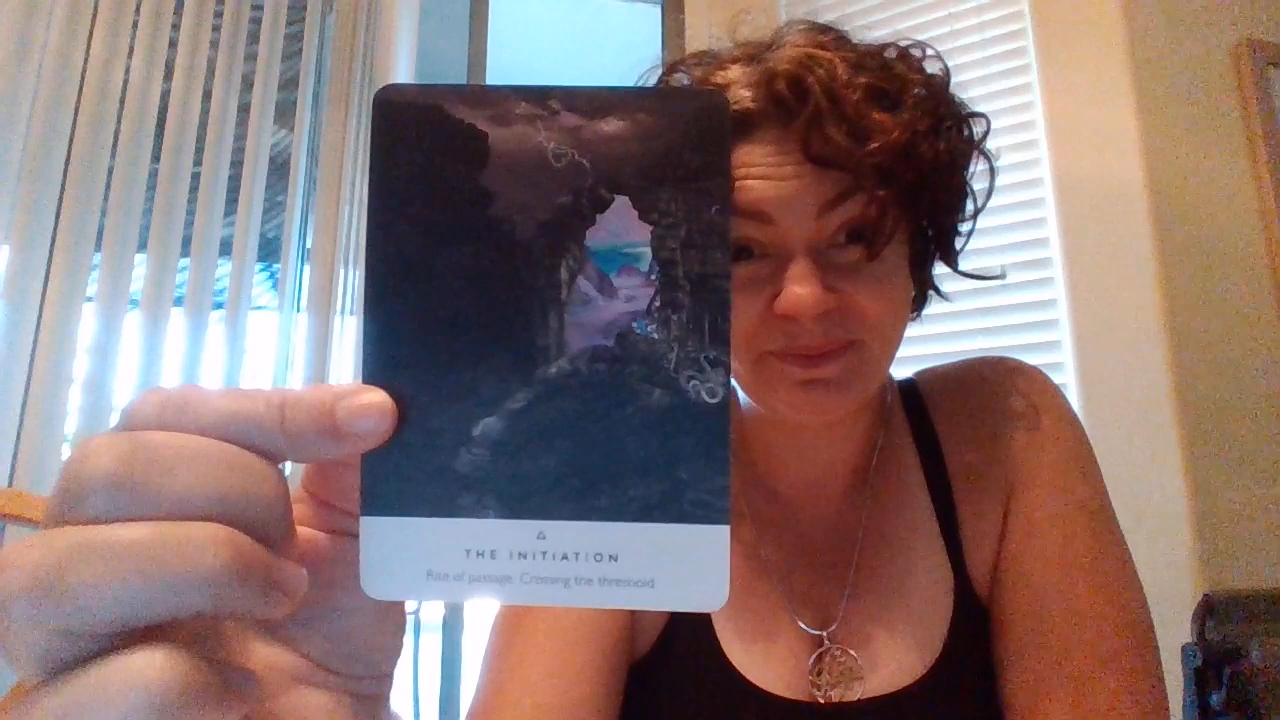 THE INITIATION
Rite of passage. Crossing the threshold